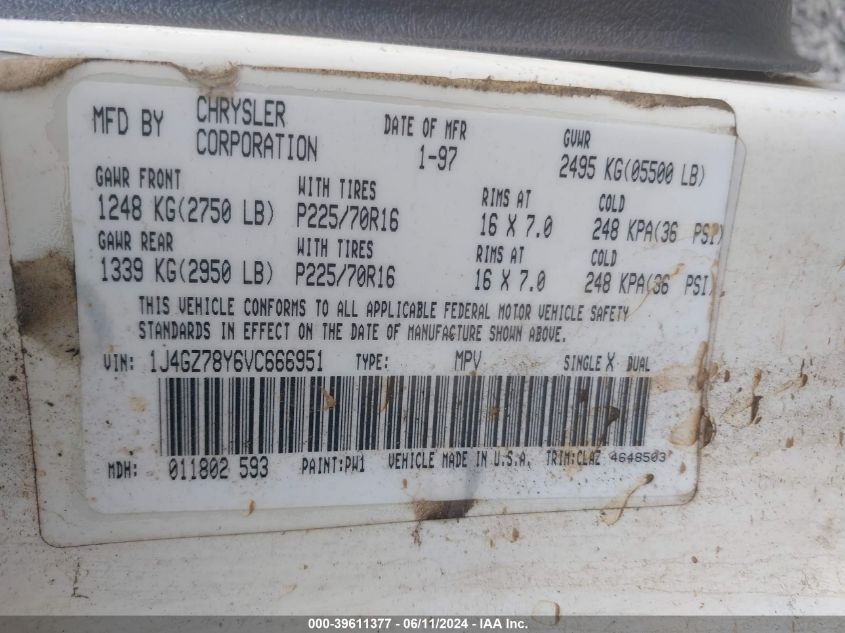 MFD BY CHRYSLER CORPORATION DATE OF MFR 1-97 GVWR 2495 KG(05500 LB)
GAWR FRONT WITH TIRES RIMS AT COLD
1248 KG(2750 LB) P225/70R16 16 X 7.0 248 KPA(36 PSI)
GAWR REAR WITH TIRES RIMS AT COLD
1339 KG(2950 LB) P225/70R16 16 X 7.0 248 KPA(36 PSI)
THIS VEHICLE CONFORMS TO ALL APPLICABLE FEDERAL MOTOR VEHICLE SAFETY
STANDARDS IN EFFECT ON THE DATE OF MANUFACTURE SHOWN ABOVE.
VIN: 1J4GZ78Y6VC666951 TYPE: MPV SINGLE X DUAL
MDH: 011802 593 PAINT:PW1 VEHICLE MADE IN U.S.A. TRIM:CLAZ 4648503
000-39611377 - 06/11/2024 - IAA Inc.